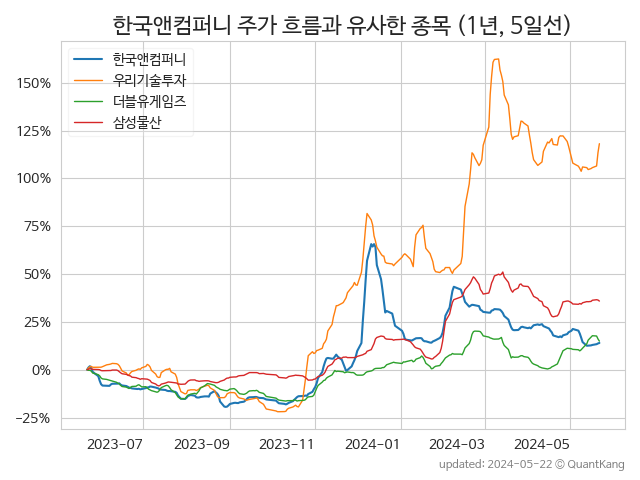 한국앤컴퍼니 주가 흐름과 유사한 종목 (1년, 5일선)
한국앤컴퍼니
우리기술투자
더블유게임즈
삼성물산
150%
125%
100%
75%
50%
25%
0%
−25%
2023−07 2023−09 2023−11 2024−01 2024−03 2024−05
updated: 2024-05-22 © QuantKang